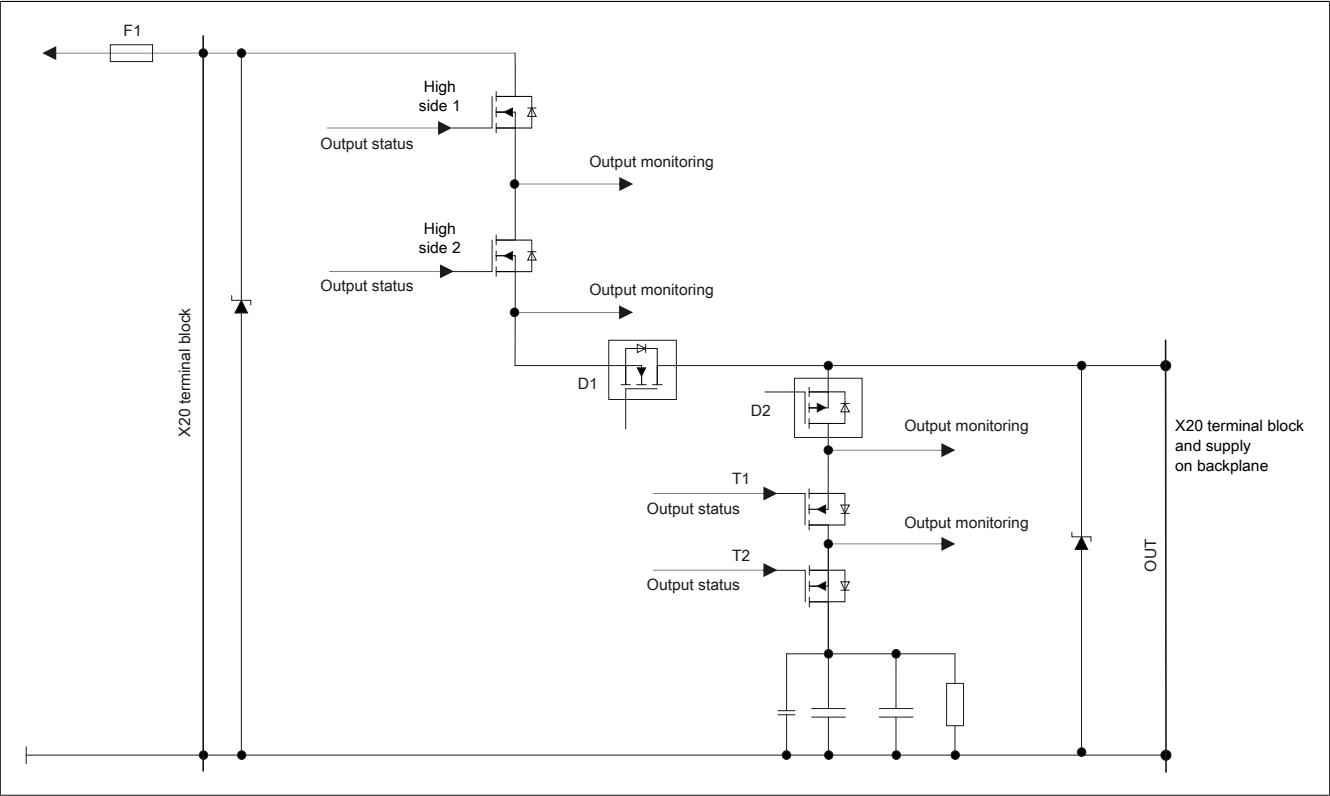 F1
High
side 1
Output status
Output monitoring
High
side 2
Output status
Output monitoring
X20 terminal block
D1
D2
Output monitoring
X20 terminal block
and supply
on backplane
T1
Output status
Output monitoring
T2
Output status
OUT